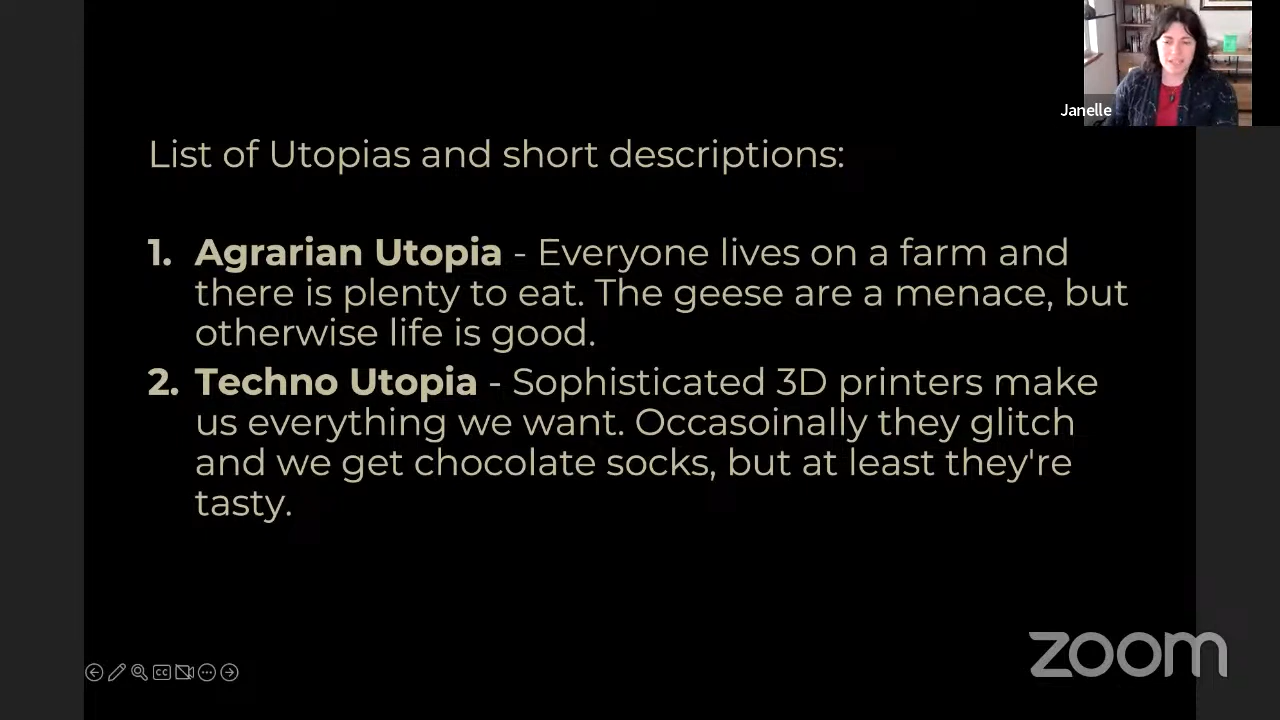 Janelle
List of Utopias and short descriptions:
1. Agrarian Utopia - Everyone lives on a farm and
there is plenty to eat. The geese are a menace, but
otherwise life is good.
2. Techno Utopia - Sophisticated 3D printers make
us everything we want. Occasoinally they glitch
and we get chocolate socks, but at least they're
tasty.
CC
zoom